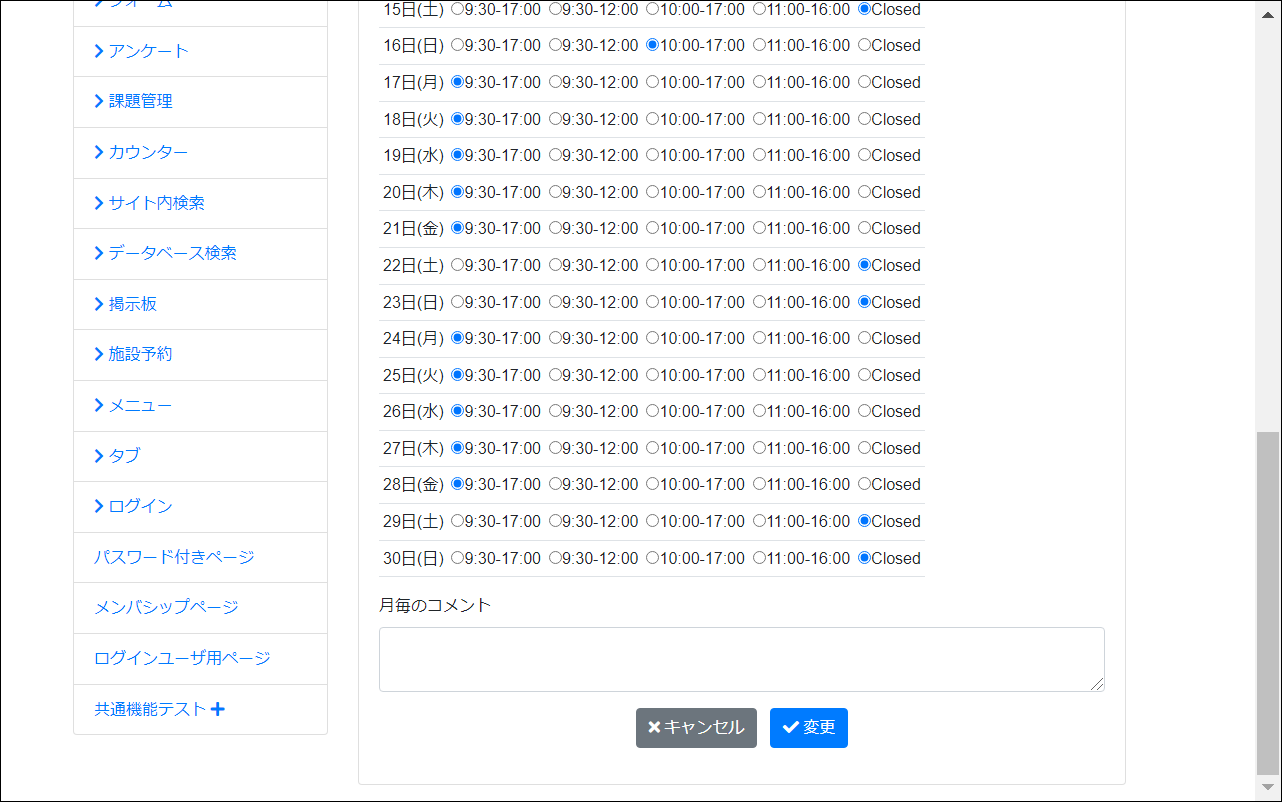 フォーム
アンケート
課題管理
カウンター
サイト内検索
データベース検索
掲示板
施設予約
メニュー
タブ
ログイン
パスワード付きページ
メンバシップページ
ログインユーザ用ページ
共通機能テスト
15日(土) 9:30-17:00 9:30-12:00 10:00-17:00 11:00-16:00 Closed
16日(日) 9:30-17:00 9:30-12:00 10:00-17:00 11:00-16:00 Closed
17日(月) 9:30-17:00 9:30-12:00 10:00-17:00 11:00-16:00 Closed
18日(火) 9:30-17:00 9:30-12:00 10:00-17:00 11:00-16:00 Closed
19日(水) 9:30-17:00 9:30-12:00 10:00-17:00 11:00-16:00 Closed
20日(木) 9:30-17:00 9:30-12:00 10:00-17:00 11:00-16:00 Closed
21日(金) 9:30-17:00 9:30-12:00 10:00-17:00 11:00-16:00 Closed
22日(土) 9:30-17:00 9:30-12:00 10:00-17:00 11:00-16:00 Closed
23日(日) 9:30-17:00 9:30-12:00 10:00-17:00 11:00-16:00 Closed
24日(月) 9:30-17:00 9:30-12:00 10:00-17:00 11:00-16:00 Closed
25日(火) 9:30-17:00 9:30-12:00 10:00-17:00 11:00-16:00 Closed
26日(水) 9:30-17:00 9:30-12:00 10:00-17:00 11:00-16:00 Closed
27日(木) 9:30-17:00 9:30-12:00 10:00-17:00 11:00-16:00 Closed
28日(金) 9:30-17:00 9:30-12:00 10:00-17:00 11:00-16:00 Closed
29日(土) 9:30-17:00 9:30-12:00 10:00-17:00 11:00-16:00 Closed
30日(日) 9:30-17:00 9:30-12:00 10:00-17:00 11:00-16:00 Closed
月毎のコメント
キャンセル 変更